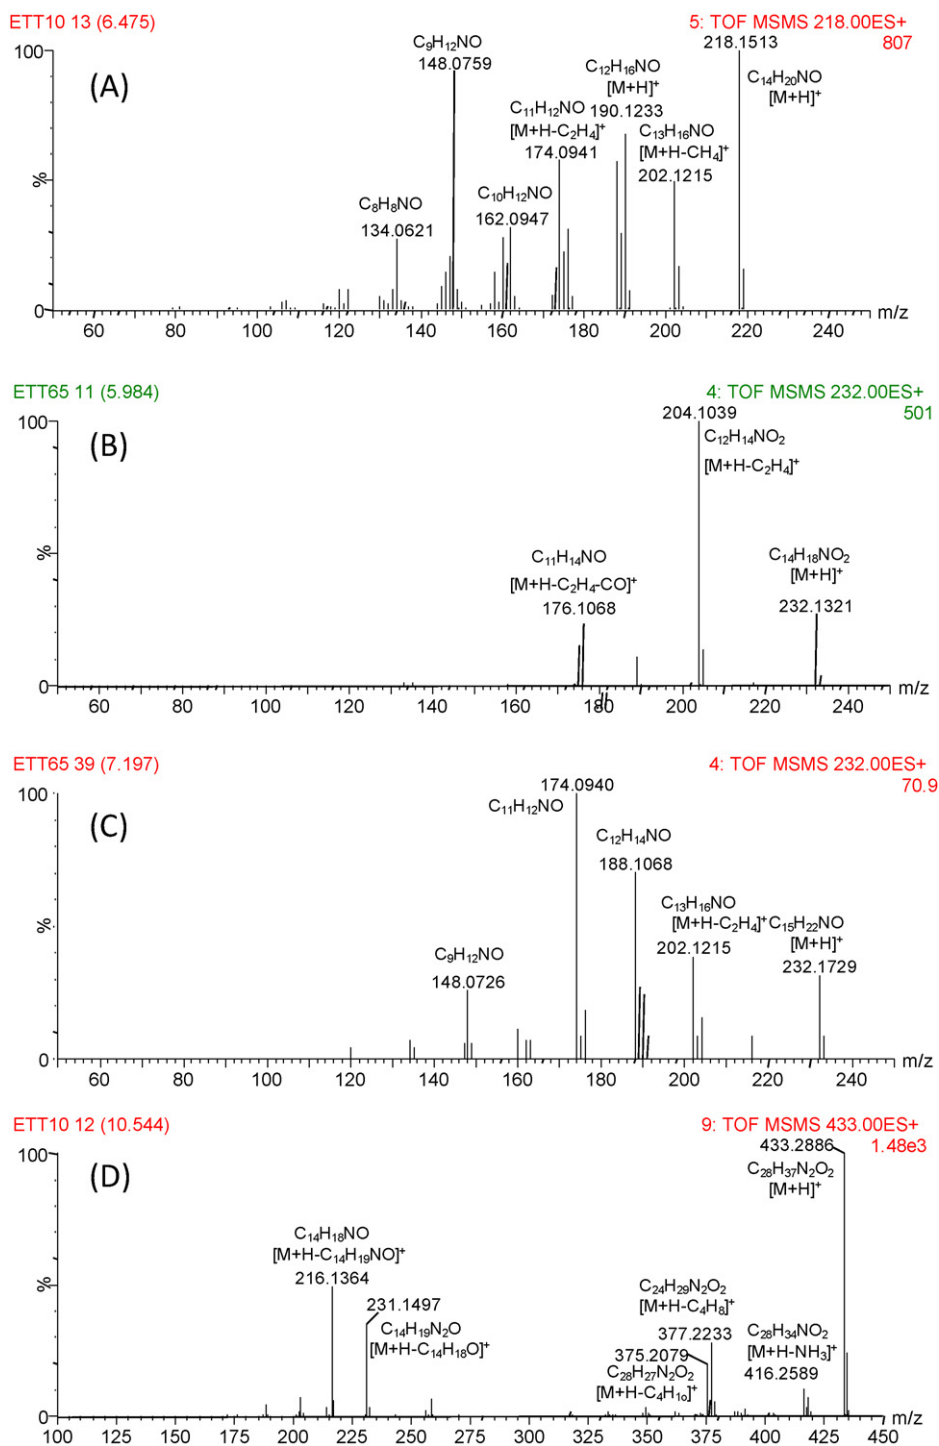 ETT10 13 (6.475)
5: TOF MSMS 218.00ES+
807
(A)
100
%
0
C₉H₁₂NO
148.0759
C₈H₈NO
134.0621
C₁₀H₁₂NO
162.0947
C₁₁H₁₂NO
[M+H-C₂H₄]⁺
174.0941
C₁₂H₁₆NO
[M+H]⁺
190.1233
C₁₃H₁₆NO
[M+H-CH₄]⁺
202.1215
218.1513
C₁₄H₂₀NO
[M+H]⁺
60 80 100 120 140 160 180 200 220 240 m/z
ETT65 11 (5.984)
4: TOF MSMS 232.00ES+
501
(B)
100
%
0
C₁₁H₁₄NO
[M+H-C₂H₄-CO]⁺
176.1068
204.1039
C₁₂H₁₄NO₂
[M+H-C₂H₄]⁺
C₁₄H₁₈NO₂
[M+H]⁺
232.1321
60 80 100 120 140 160 180 200 220 240 m/z
ETT65 39 (7.197)
4: TOF MSMS 232.00ES+
70.9
(C)
100
%
0
C₉H₁₂NO
148.0726
174.0940
C₁₁H₁₂NO
C₁₂H₁₄NO
188.1068
C₁₃H₁₆NO
[M+H-C₂H₄]⁺
202.1215
C₁₅H₂₂NO
[M+H]⁺
232.1729
60 80 100 120 140 160 180 200 220 240 m/z
ETT10 12 (10.544)
9: TOF MSMS 433.00ES+
1.48e3
(D)
100
%
0
C₁₄H₁₈NO
[M+H-C₁₄H₁₉NO]⁺
216.1364
231.1497
C₁₄H₁₉N₂O
[M+H-C₁₄H₁₈O]⁺
C₂₄H₂₉N₂O₂
[M+H-C₄H₈]⁺
377.2233
375.2079
C₂₈H₂₇N₂O₂
[M+H-C₄H₁₀]⁺
C₂₈H₃₄NO₂
[M+H-NH₃]⁺
416.2589
433.2886
C₂₈H₃₇N₂O₂
[M+H]⁺
100 125 150 175 200 225 250 275 300 325 350 375 400 425 450 m/z